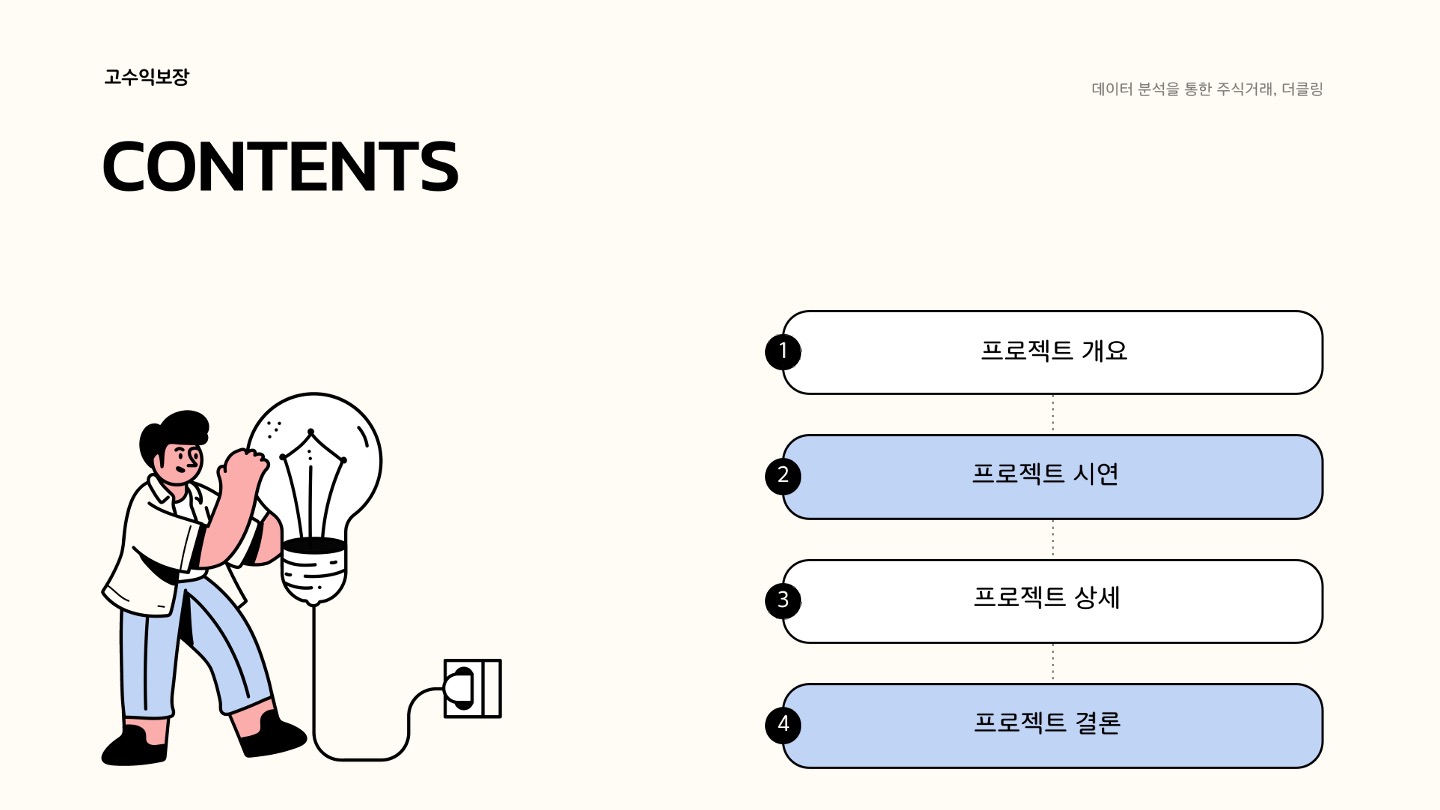 고수익보장
데이터 분석을 통한 주식거래, 더클링
CONTENTS
1 프로젝트 개요
2 프로젝트 시연
3 프로젝트 상세
4 프로젝트 결론